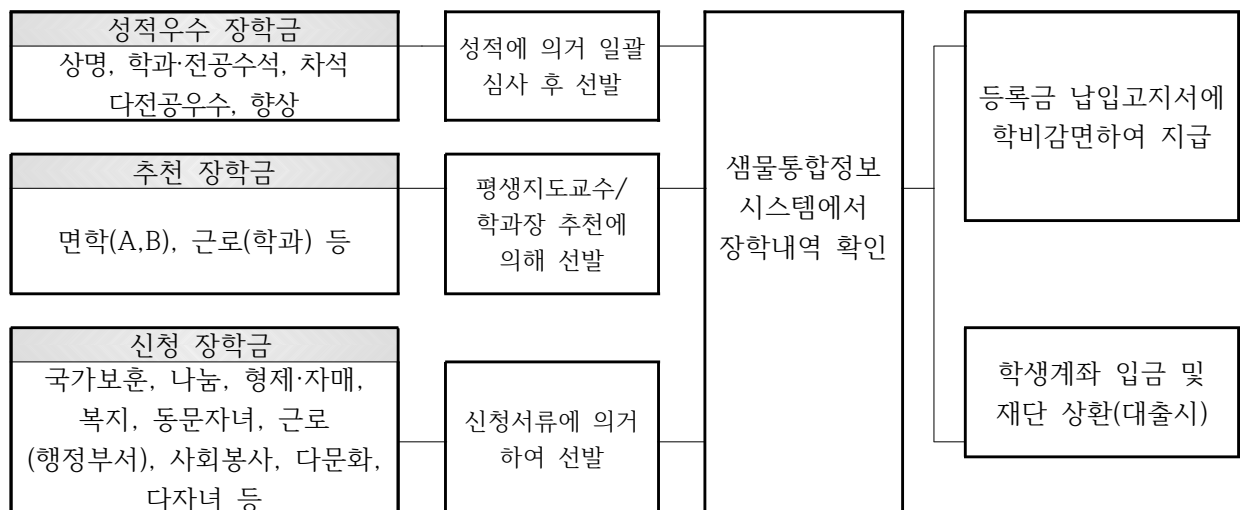 성적우수 장학금
상명, 학과·전공수석, 차석
다전공우수, 향상
성적에 의거 일괄
심사 후 선발
추천 장학금
면학(A,B), 근로(학과) 등
평생지도교수/
학과장 추천에
의해 선발
신청 장학금
국가보훈, 나눔, 형제·자매,
복지, 동문자녀, 근로
(행정부서), 사회봉사, 다문화,
다자녀 등
신청서류에 의거
하여 선발
샘물통합정보
시스템에서
장학내역 확인
등록금 납입고지서에
학비감면하여 지급
학생계좌 입금 및
재단 상환(대출시)